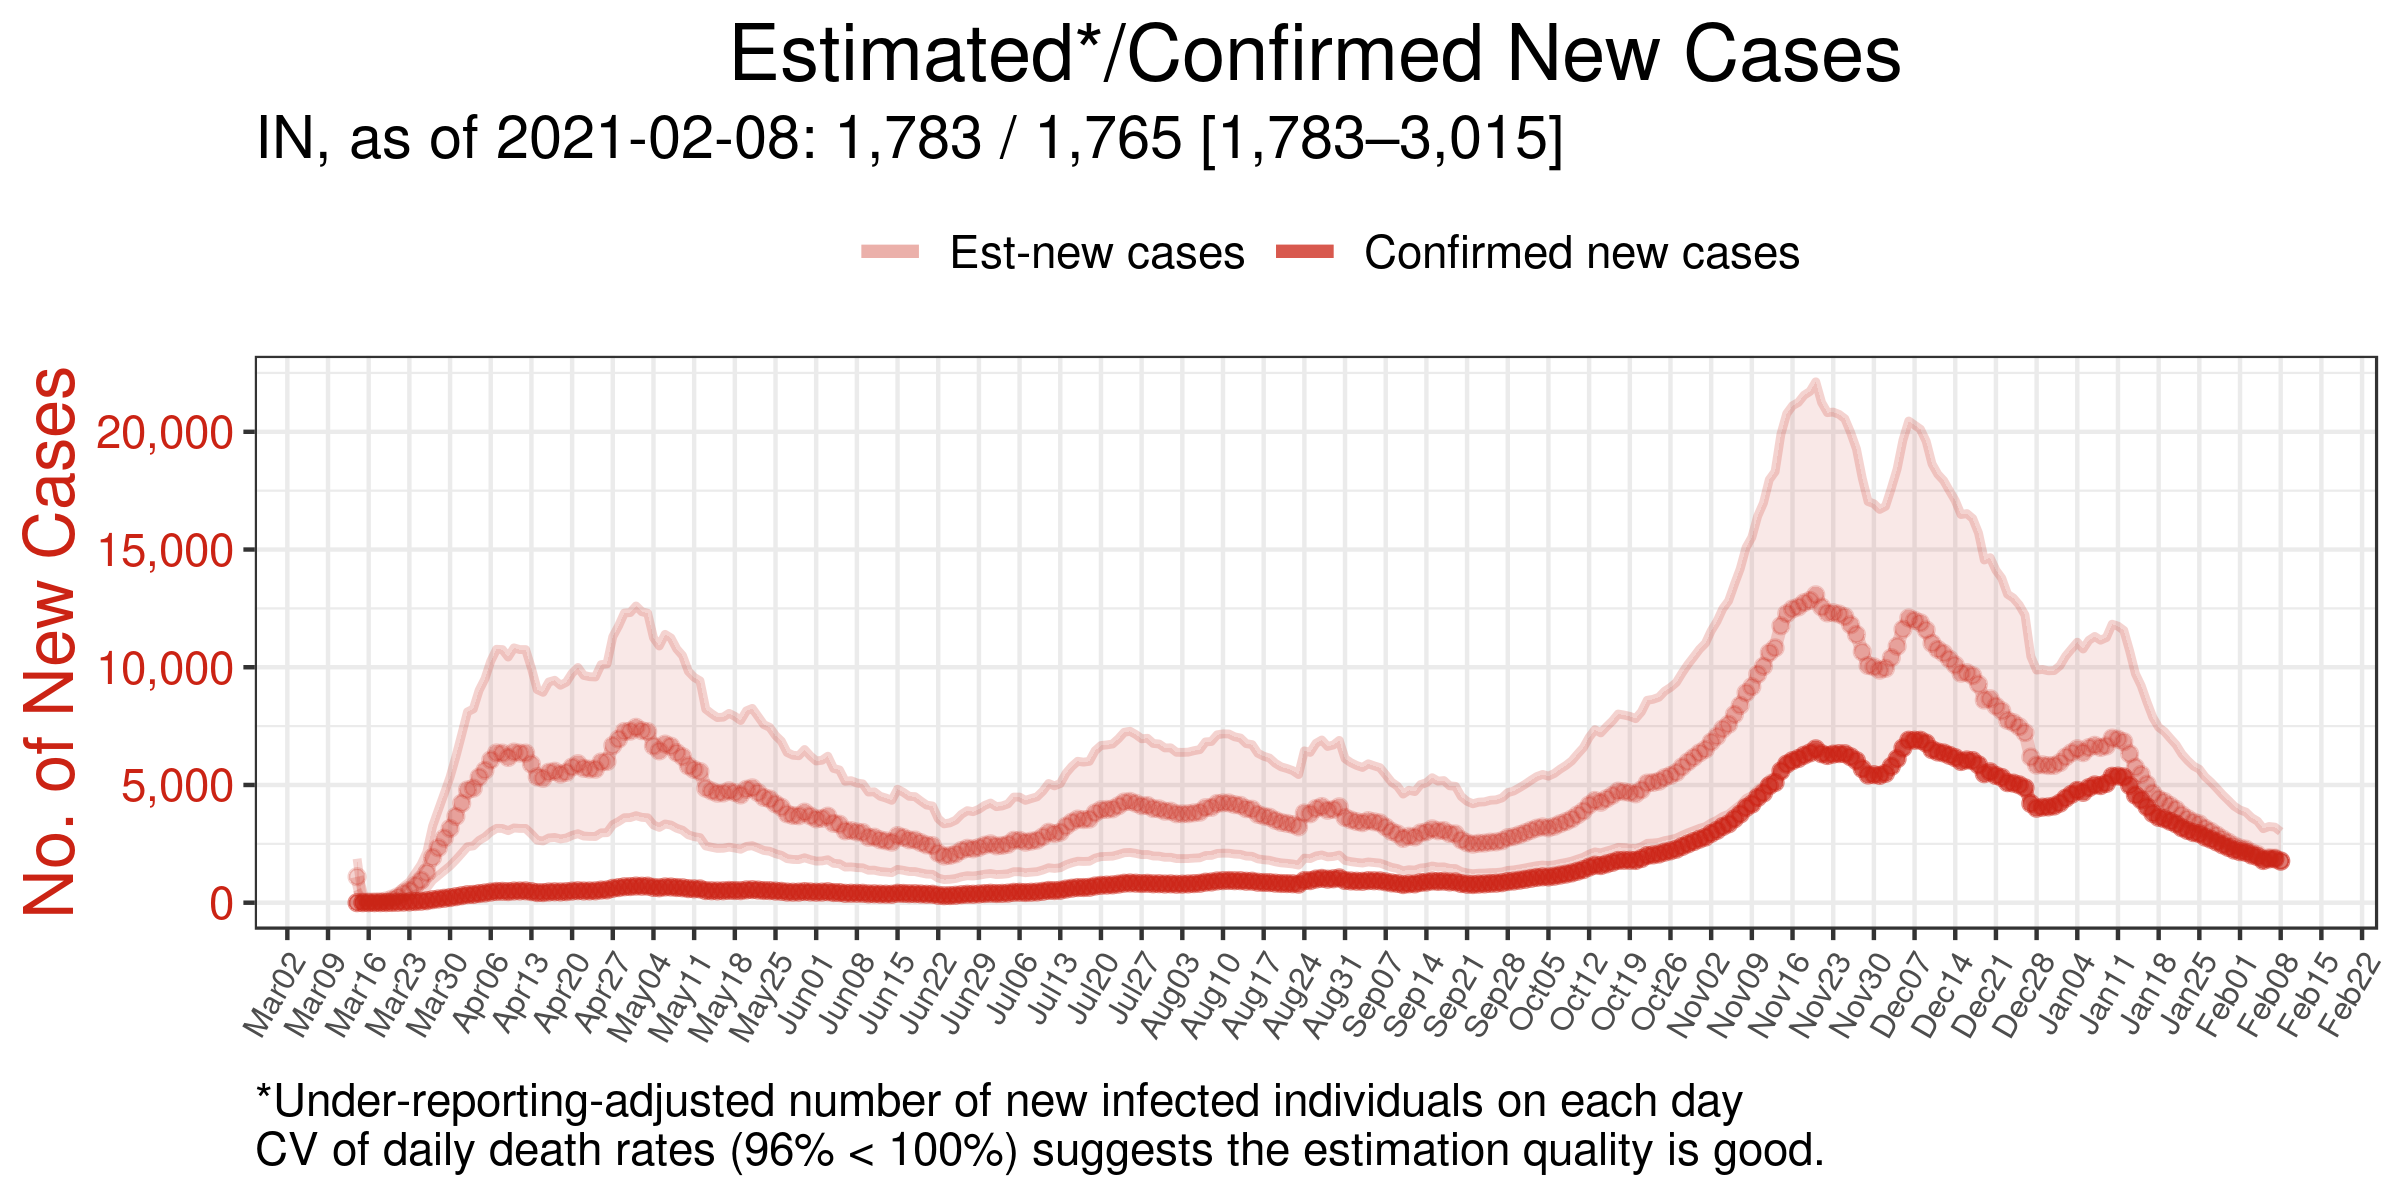 Estimated*/Confirmed New Cases
IN, as of 2021-02-08: 1,783 / 1,765 [1,783–3,015]
Est-new cases Confirmed new cases
No. of New Cases
20,000
15,000
10,000
5,000
0
Mar02 Mar09 Mar16 Mar23 Mar30 Apr06 Apr13 Apr20 Apr27 May04 May11 May18 May25 Jun01 Jun08 Jun15 Jun22 Jun29 Jul06 Jul13 Jul20 Jul27 Aug03 Aug10 Aug17 Aug24 Aug31 Sep07 Sep14 Sep21 Sep28 Oct05 Oct12 Oct19 Oct26 Nov02 Nov09 Nov16 Nov23 Nov30 Dec07 Dec14 Dec21 Dec28 Jan04 Jan11 Jan18 Jan25 Feb01 Feb08 Feb15 Feb22
*Under-reporting-adjusted number of new infected individuals on each day
CV of daily death rates (96% < 100%) suggests the estimation quality is good.